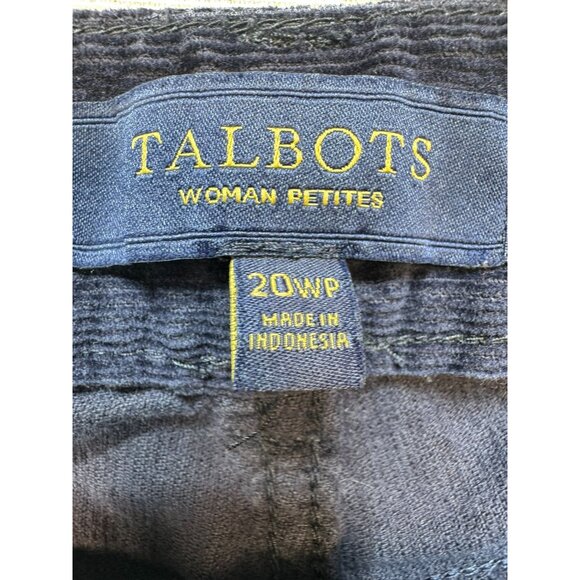 TALBOTS
WOMAN PETITES
20WP
MADE IN
INDONESIA